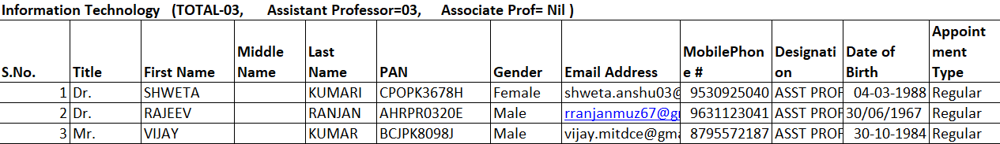 Information Technology (TOTAL-03, Assistant Professor=03, Associate Prof= Nil )
S.No. Title First Name Middle Name Last Name PAN Gender Email Address MobilePhone # Designation Date of Birth Appointment Type
1 Dr. SHWETA KUMARI CPOPK3678H Female shweta.anshu03@ 9530925040 ASST PROF 04-03-1988 Regular
2 Dr. RAJEEV RANJAN AHRPR0320E Male rranjanmuz67@g 9631123041 ASST PROF 30/06/1967 Regular
3 Mr. VIJAY KUMAR BCJPK8098J Male vijay.mitdce@gma 8795572187 ASST PROF 30-10-1984 Regular